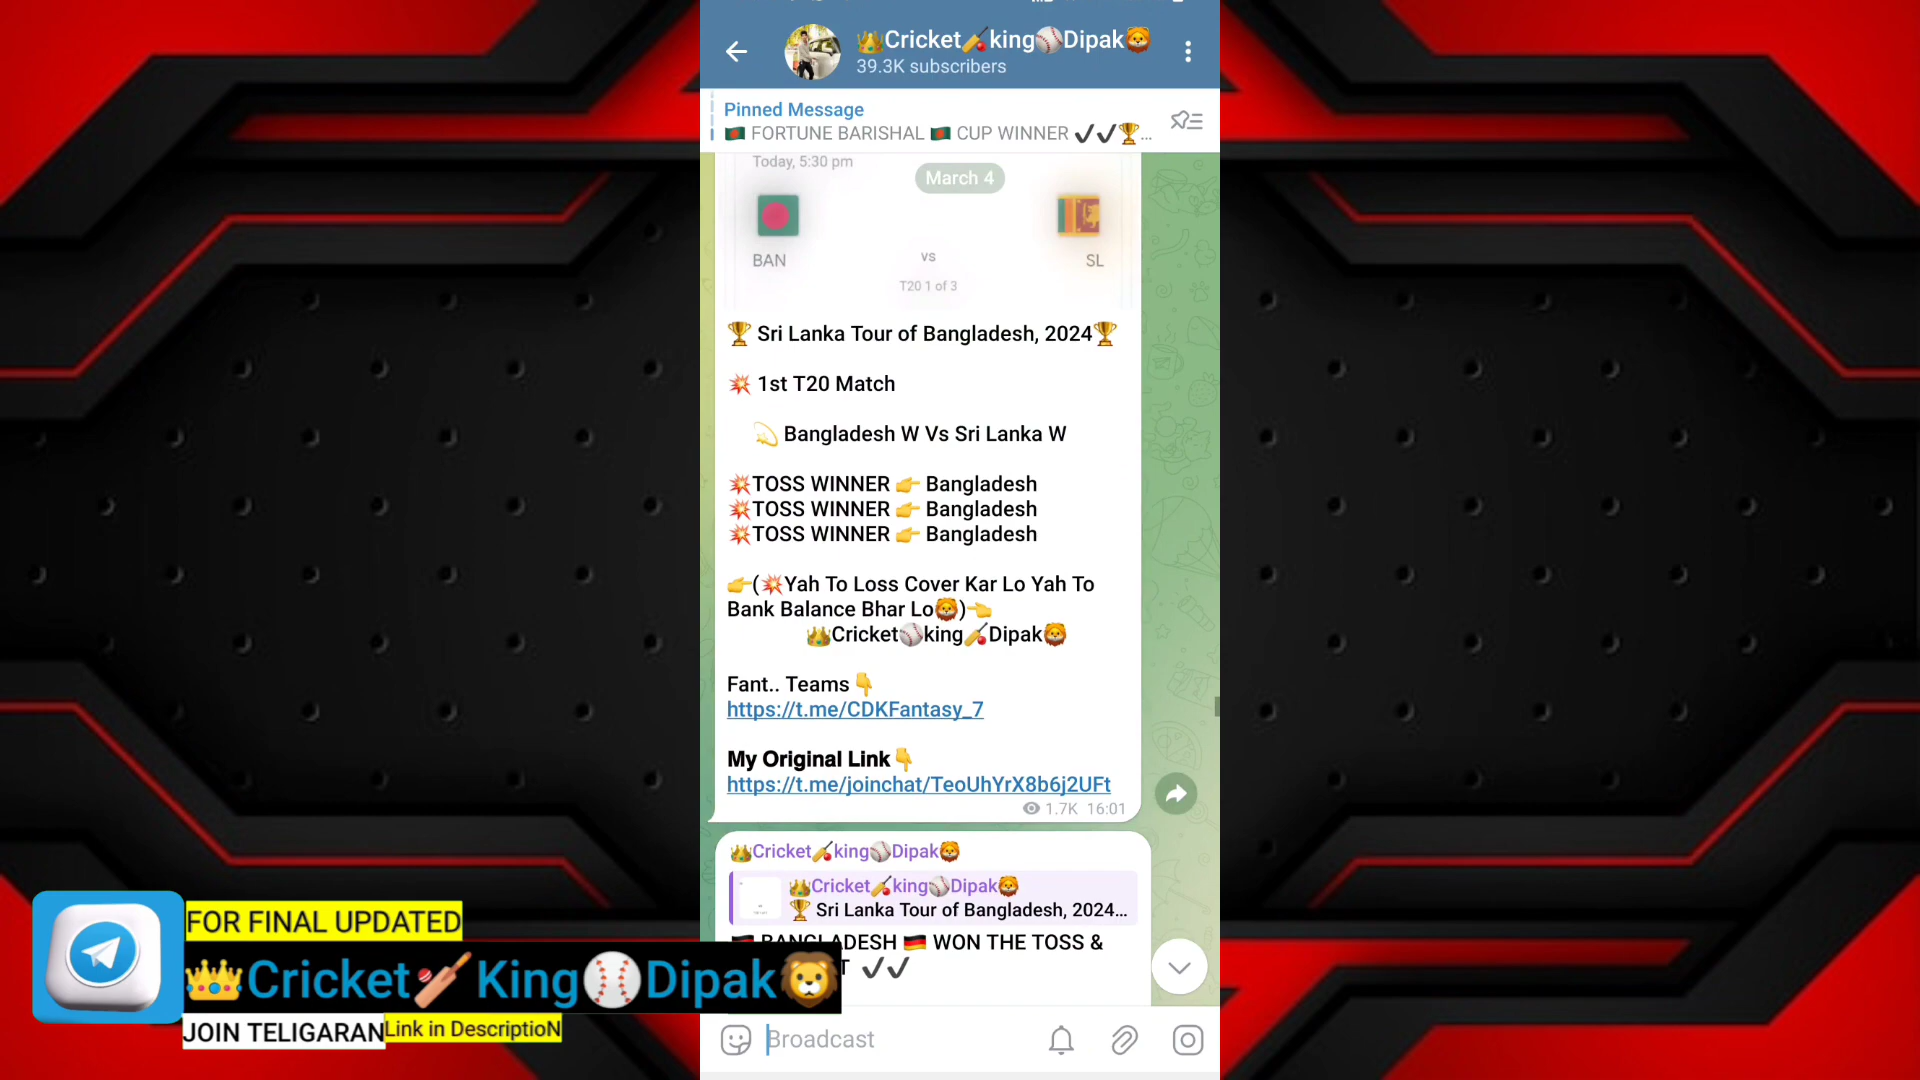 👑Cricket🏏king⚾Dipak🦁
39.3K subscribers
Pinned Message
🇧🇩 FORTUNE BARISHAL 🇧🇩 CUP WINNER ✔✔🏆...
Today, 5:30 pm
March 4
BAN
vs
SL
T20 1 of 3
🏆 Sri Lanka Tour of Bangladesh, 2024🏆
💥 1st T20 Match
💫 Bangladesh W Vs Sri Lanka W
💥TOSS WINNER 👉 Bangladesh
💥TOSS WINNER 👉 Bangladesh
💥TOSS WINNER 👉 Bangladesh
👉(💥Yah To Loss Cover Kar Lo Yah To
Bank Balance Bhar Lo🦁)👈
👑Cricket⚾king🏏Dipak🦁
Fant.. Teams 👇
https://t.me/CDKFantasy_7
My Original Link👇
https://t.me/joinchat/TeoUhYrX8b6j2UFt
1.7K 16:01
👑Cricket🏏king⚾Dipak🦁
👑Cricket🏏king⚾Dipak🦁
🏆 Sri Lanka Tour of Bangladesh, 2024...
BANGLADESH 🇩🇪 WON THE TOSS &
T ✔✔
Broadcast
FOR FINAL UPDATED
👑Cricket🏏King⚾Dipak🦁
JOIN TELIGARAN
Link in DescriptioN